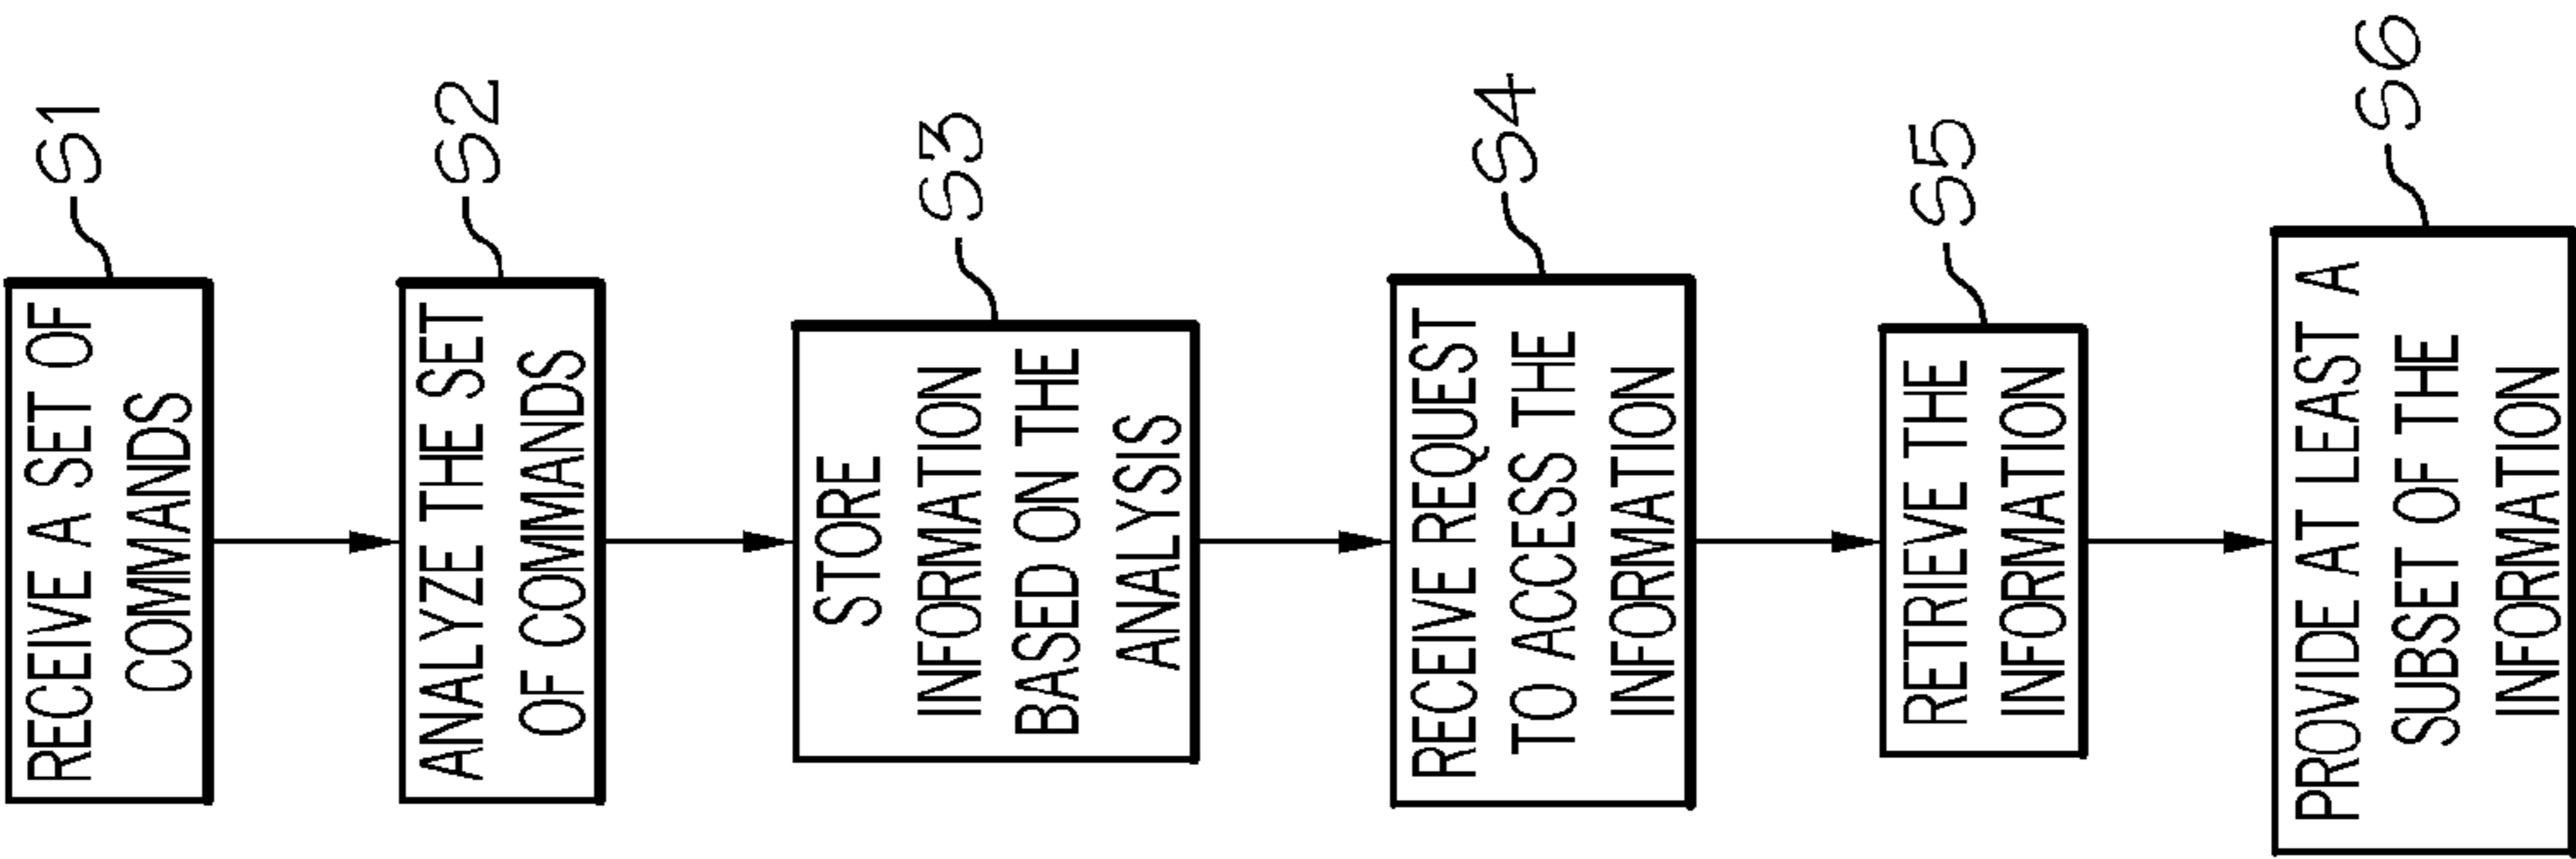 RECEIVE A SET OF
COMMANDS
S1
ANALYZE THE SET
OF COMMANDS
S2
STORE
INFORMATION
BASED ON THE
ANALYSIS
S3
RECEIVE REQUEST
TO ACCESS THE
INFORMATION
S4
RETRIEVE THE
INFORMATION
S5
PROVIDE AT LEAST A
SUBSET OF THE
INFORMATION
S6